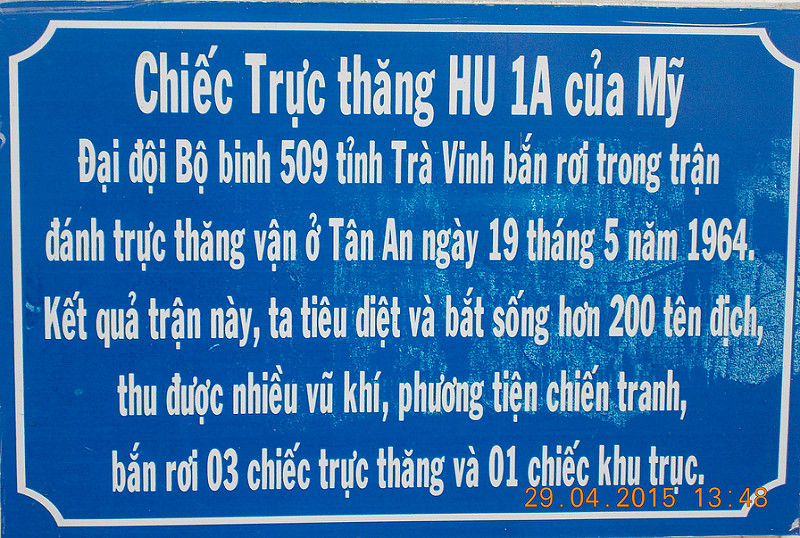 Chiếc Trực thăng HU 1A của Mỹ
Đại đội Bộ binh 509 tỉnh Trà Vinh bắn rơi trong trận
đánh trực thăng vận ở Tân An ngày 19 tháng 5 năm 1964.
Kết quả trận này, ta tiêu diệt và bắt sống hơn 200 tên địch,
thu được nhiều vũ khí, phương tiện chiến tranh,
bắn rơi 03 chiếc trực thăng và 01 chiếc khu trục.
29.04.2015 13:48